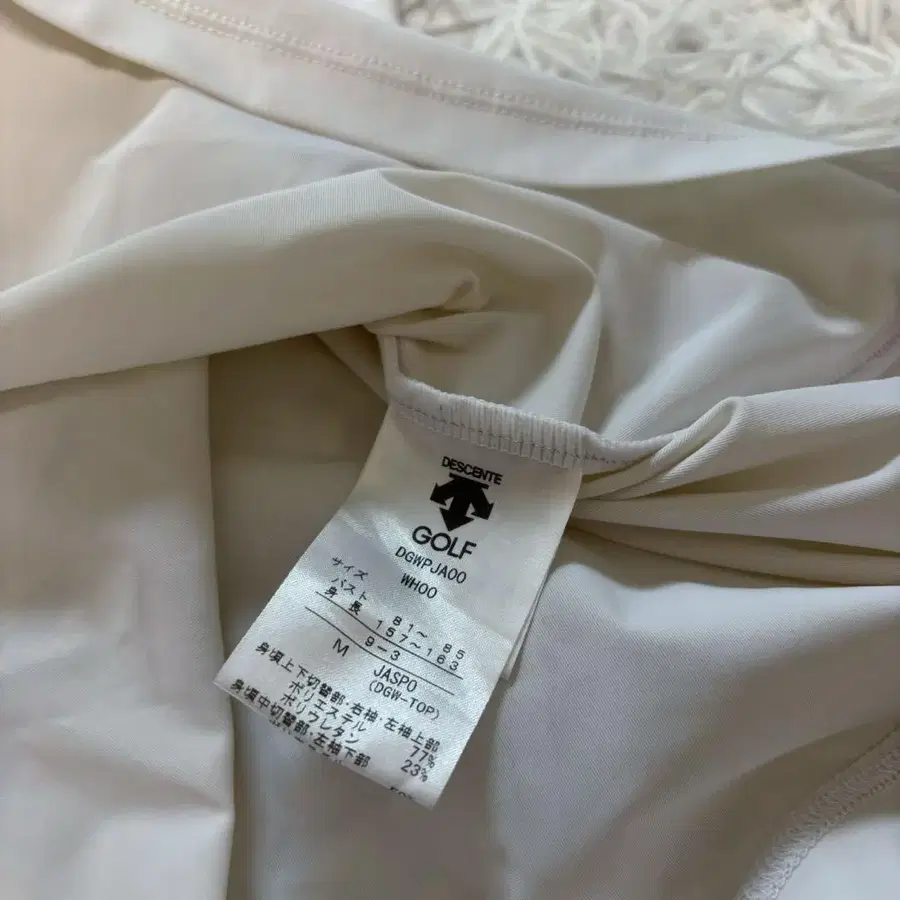 DESCENTE
GOLF
DGWPJA00
WH00
サイズ
バスト 81～ 85
身長 157～163
M 9-3
JASPO
(DGW-TOP)
身頃上下切替部・右袖・左袖上部
ポリエステル 77%
ポリウレタン 23%
身頃中切替部・左袖下部